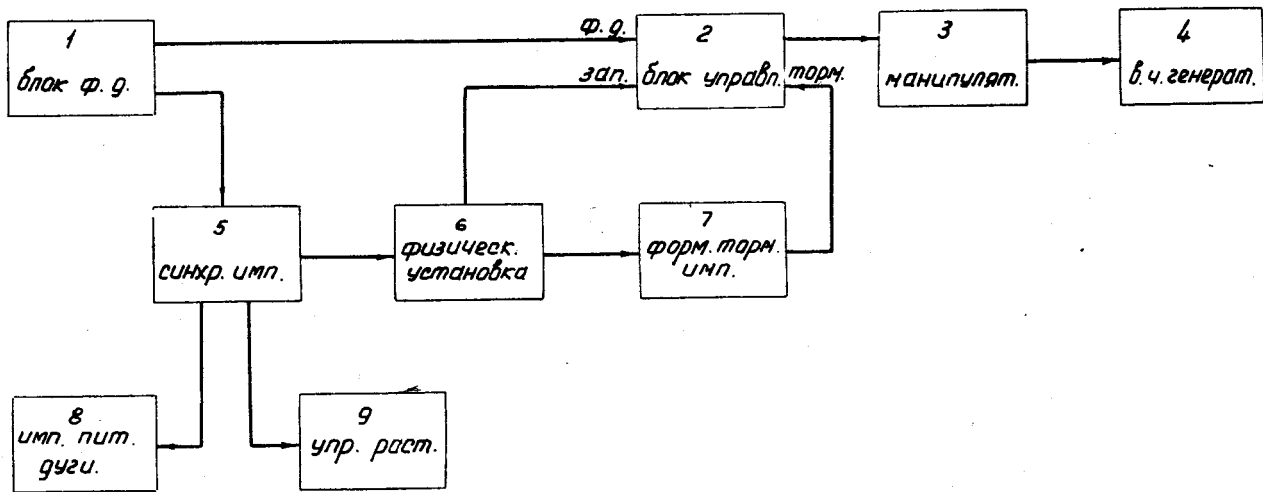 1
блок ф.д.
ф.д.
зап.
2
блок управл.
торм.
3
манипулят.
4
в.ч.генерат.
5
синхр. имп.
6
физическ.
установка
7
форм.торм.
имп.
8
имп. пит.
дуги.
9
упр. раст.